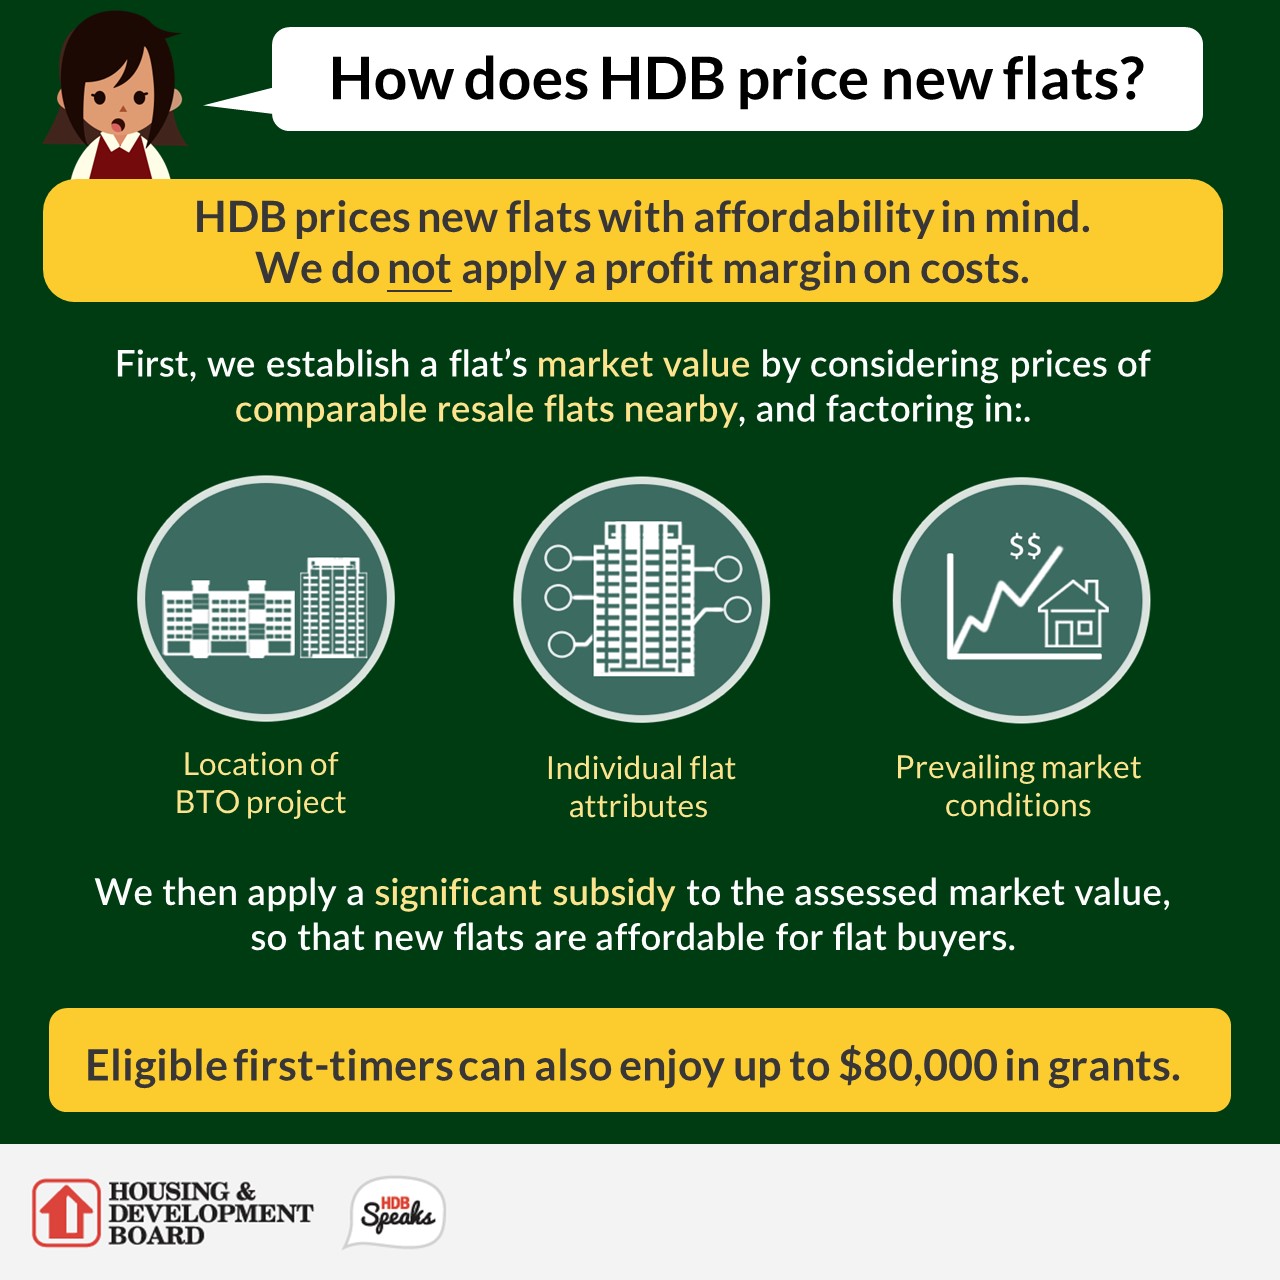 How does HDB price new flats?
HDB prices new flats with affordability in mind.
We do not apply a profit margin on costs.
First, we establish a flat’s market value by considering prices of
comparable resale flats nearby, and factoring in:.
$$
Location of
BTO project
Individual flat
attributes
Prevailing market
conditions
We then apply a significant subsidy to the assessed market value,
so that new flats are affordable for flat buyers.
Eligible first-timers can also enjoy up to $80,000 in grants.
HOUSING &
DEVELOPMENT
BOARD
HDB
Speaks